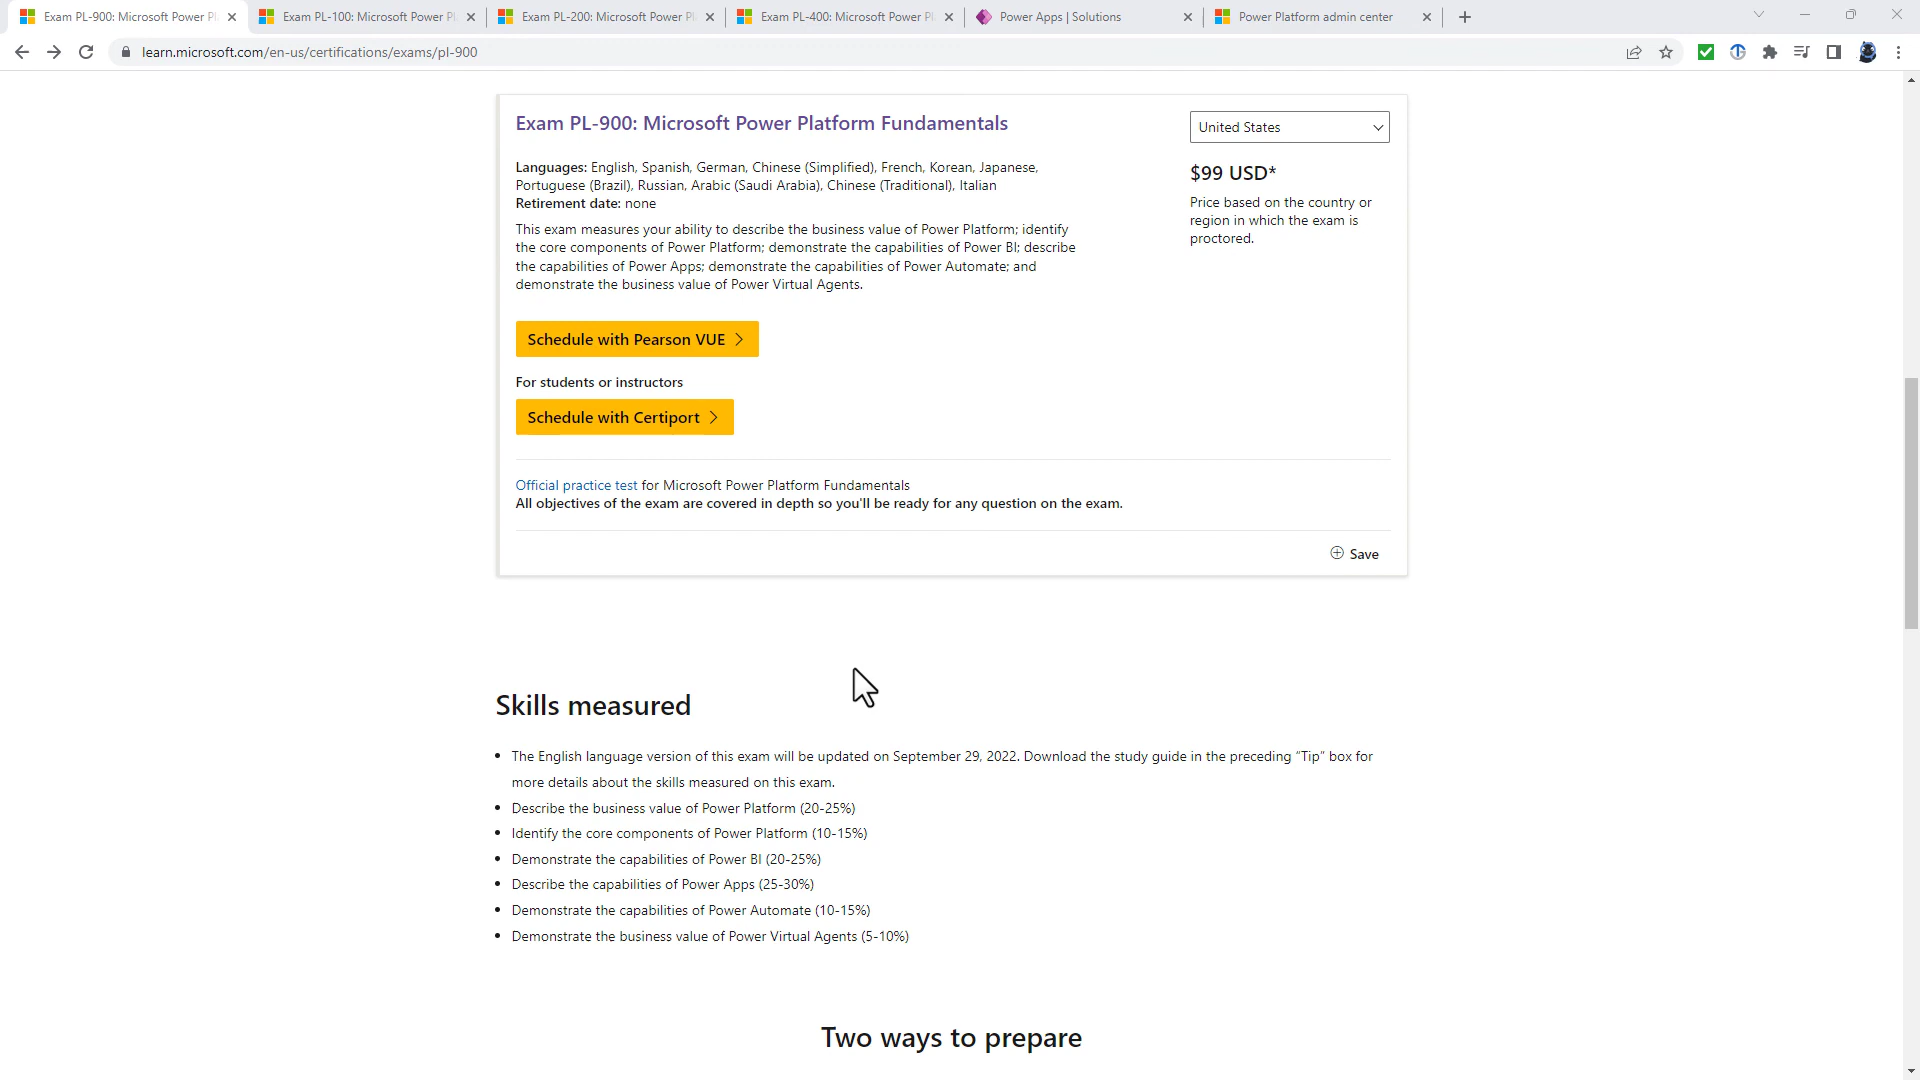 Exam PL-900: Microsoft Power Pl
Exam PL-100: Microsoft Power P
Exam PL-200: Microsoft Power Pl
Exam PL-400: Microsoft Power P
Power Apps | Solutions
Power Platform admin center
learn.microsoft.com/en-us/certifications/exams/pl-900
Exam PL-900: Microsoft Power Platform Fundamentals
United States
Languages: English, Spanish, German, Chinese (Simplified), French, Korean, Japanese,
Portuguese (Brazil), Russian, Arabic (Saudi Arabia), Chinese (Traditional), Italian
Retirement date: none
$99 USD*
Price based on the country or
region in which the exam is
proctored.
This exam measures your ability to describe the business value of Power Platform; identify
the core components of Power Platform; demonstrate the capabilities of Power BI; describe
the capabilities of Power Apps; demonstrate the capabilities of Power Automate; and
demonstrate the business value of Power Virtual Agents.
Schedule with Pearson VUE
For students or instructors
Schedule with Certiport
Official practice test for Microsoft Power Platform Fundamentals
All objectives of the exam are covered in depth so you'll be ready for any question on the exam.
Save
Skills measured
• The English language version of this exam will be updated on September 29, 2022. Download the study guide in the preceding “Tip” box for
more details about the skills measured on this exam.
• Describe the business value of Power Platform (20-25%)
• Identify the core components of Power Platform (10-15%)
• Demonstrate the capabilities of Power BI (20-25%)
• Describe the capabilities of Power Apps (25-30%)
• Demonstrate the capabilities of Power Automate (10-15%)
• Demonstrate the business value of Power Virtual Agents (5-10%)
Two ways to prepare